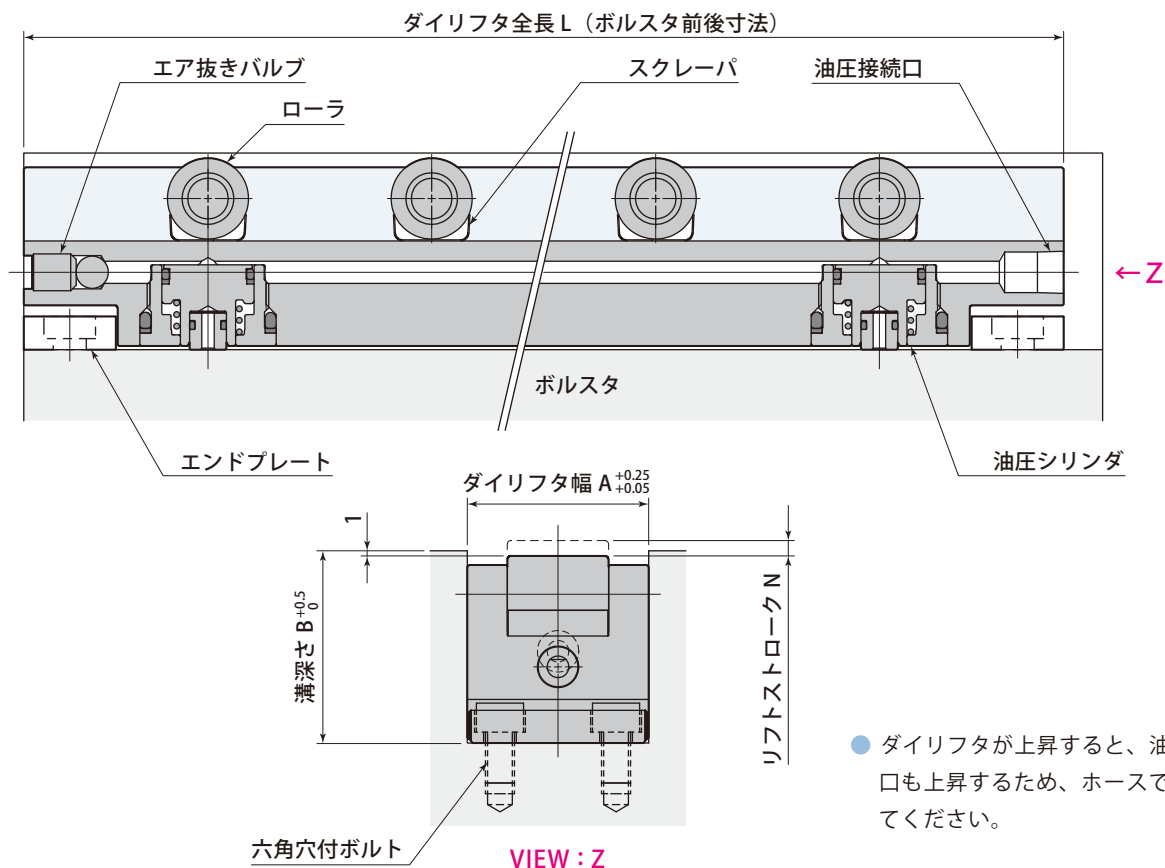 ダイリフタ全長 L(ボルスタ前後寸法)
エア抜きバルブ
スクレーパ
油圧接続口
ローラ
←Z
ボルスタ
エンドプレート
油圧シリンダ
ダイリフタ幅 A +0.25 +0.05
1
溝深さ B +0.5 0
リフトストローク N
六角穴付ボルト
VIEW:Z
● ダイリフタが上昇すると、油
口も上昇するため、ホースで
てください。